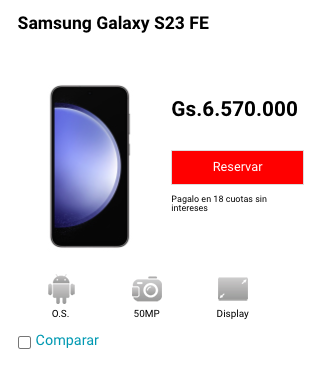 Samsung Galaxy S23 FE
Gs.6.570.000
Reservar
Pagalo en 18 cuotas sin
intereses
O.S.
50MP
Display
Comparar